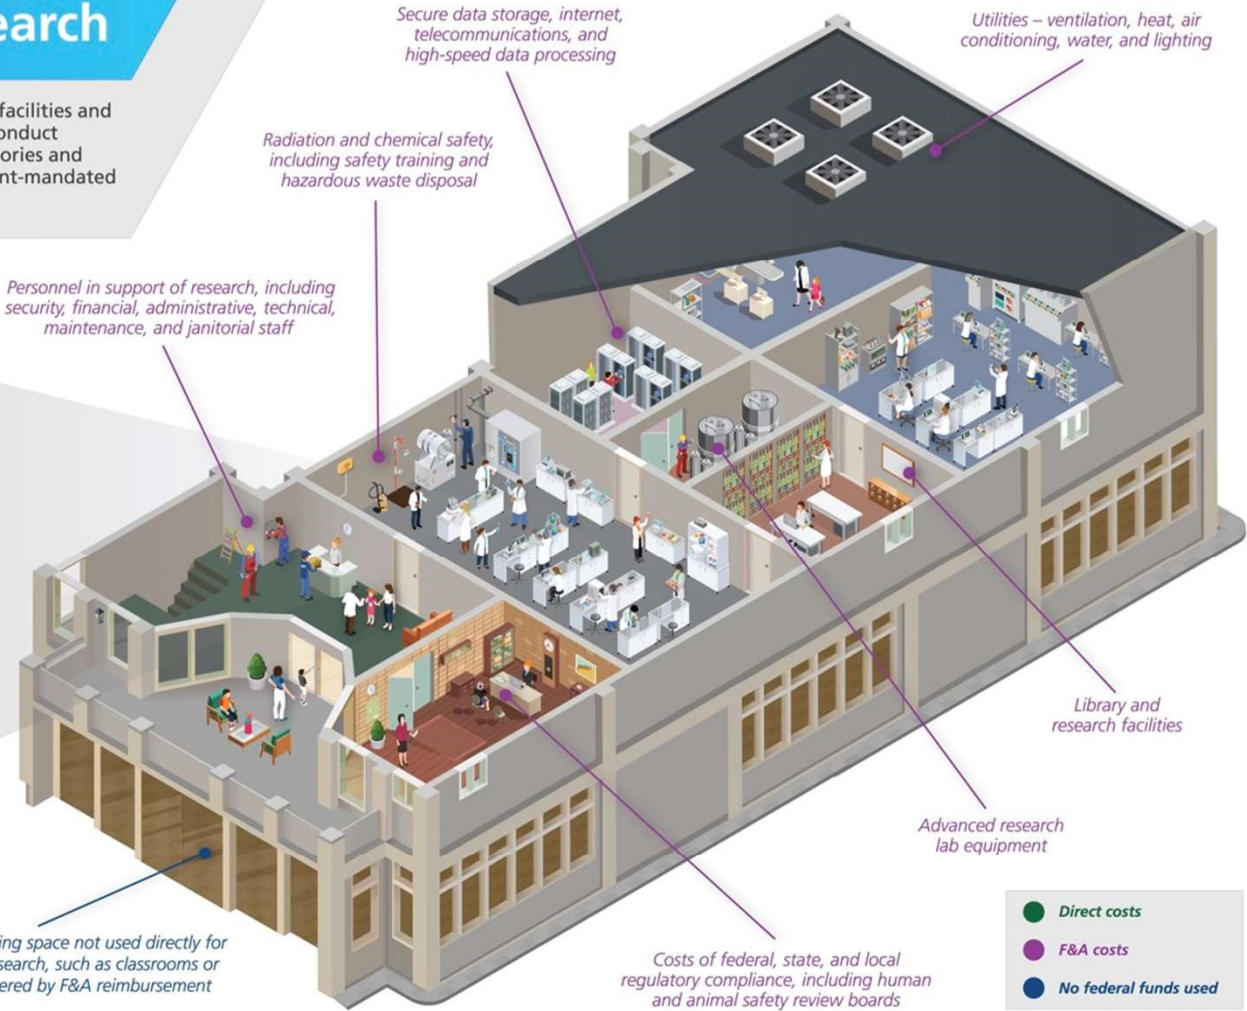 earch
facilities and
onduct
ories and
nt-mandated
Secure data storage, internet,
telecommunications, and
high-speed data processing
Utilities – ventilation, heat, air
conditioning, water, and lighting
Radiation and chemical safety,
including safety training and
hazardous waste disposal
Personnel in support of research, including
security, financial, administrative, technical,
maintenance, and janitorial staff
Library and
research facilities
Advanced research
lab equipment
Costs of federal, state, and local
regulatory compliance, including human
and animal safety review boards
ing space not used directly for
search, such as classrooms or
ered by F&A reimbursement
Direct costs
F&A costs
No federal funds used